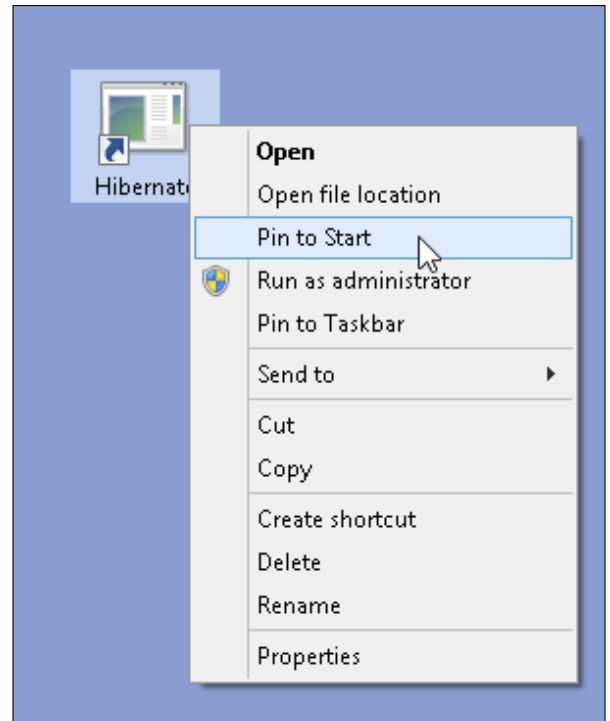 Hibernat
Open
Open file location
Pin to Start
Run as administrator
Pin to Taskbar
Send to
Cut
Copy
Create shortcut
Delete
Rename
Properties